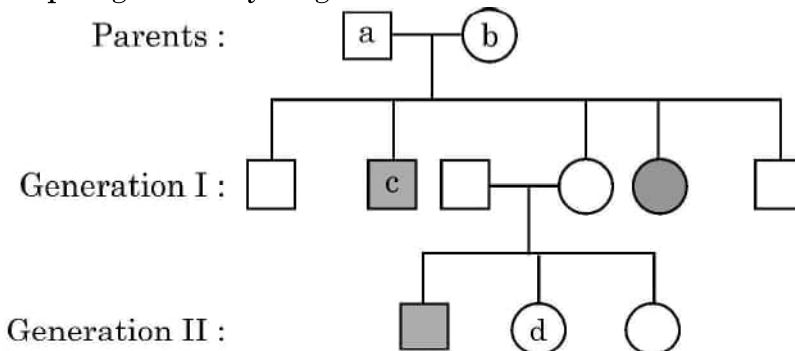 Parents : a b
Generation I : c
Generation II : d